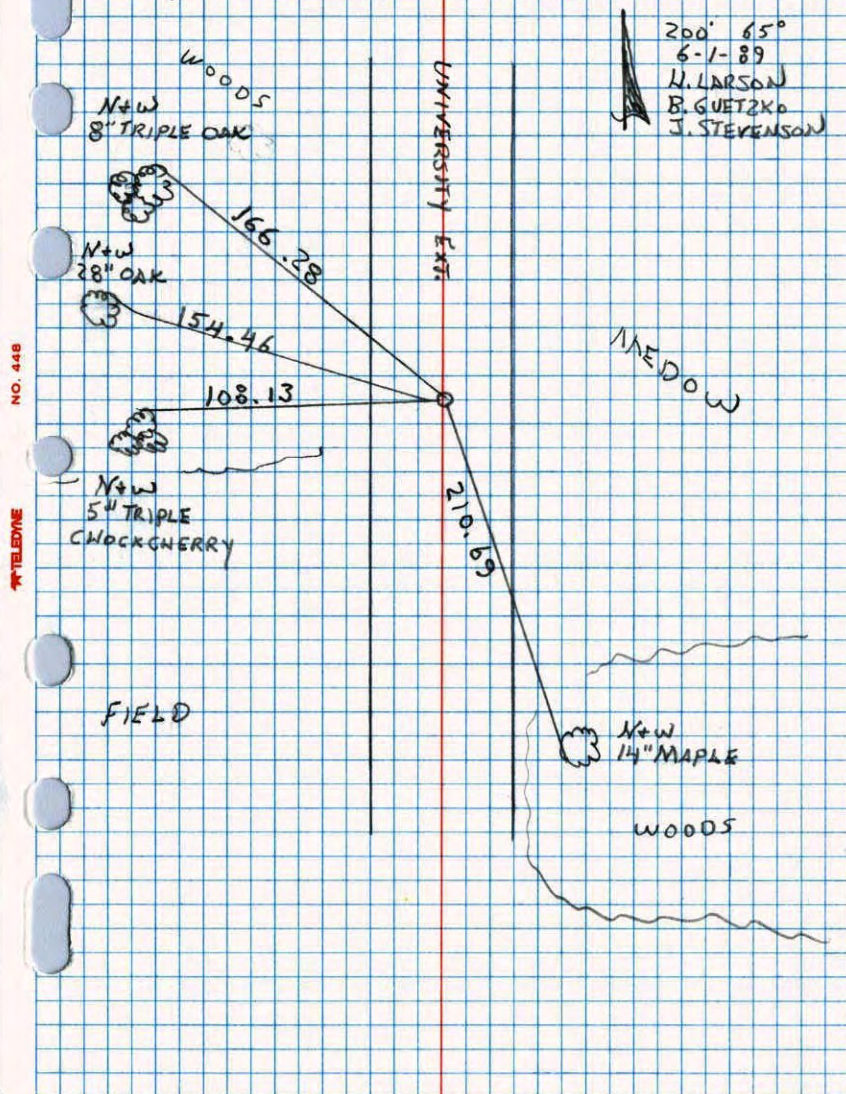 200' 65°
6-1-89
W. LARSON
B. GUETZKO
J. STEVENSON
WOODS
UNIVERSITY EXT.
N+W
8" TRIPLE OAK
166.28
N+W
28" OAK
154.46
MEDOW
108.13
N+W
5" TRIPLE
CHOCKCHERRY
210.69
FIELD
N+W
14" MAPLE
WOODS
NO. 448
TELEDYNE